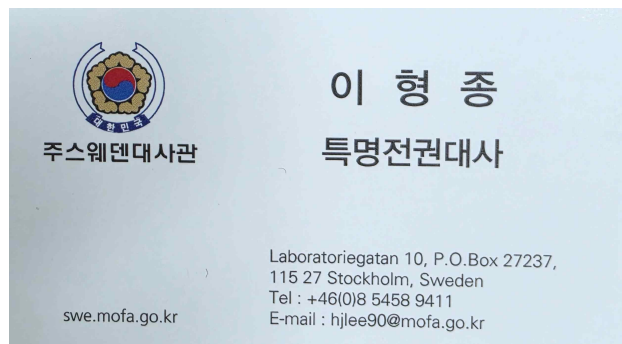 대한민국
주스웨덴대사관
이 형 종
특명전권대사
Laboratoriegatan 10, P.O.Box 27237,
115 27 Stockholm, Sweden
Tel : +46(0)8 5458 9411
E-mail : hjlee90@mofa.go.kr
swe.mofa.go.kr